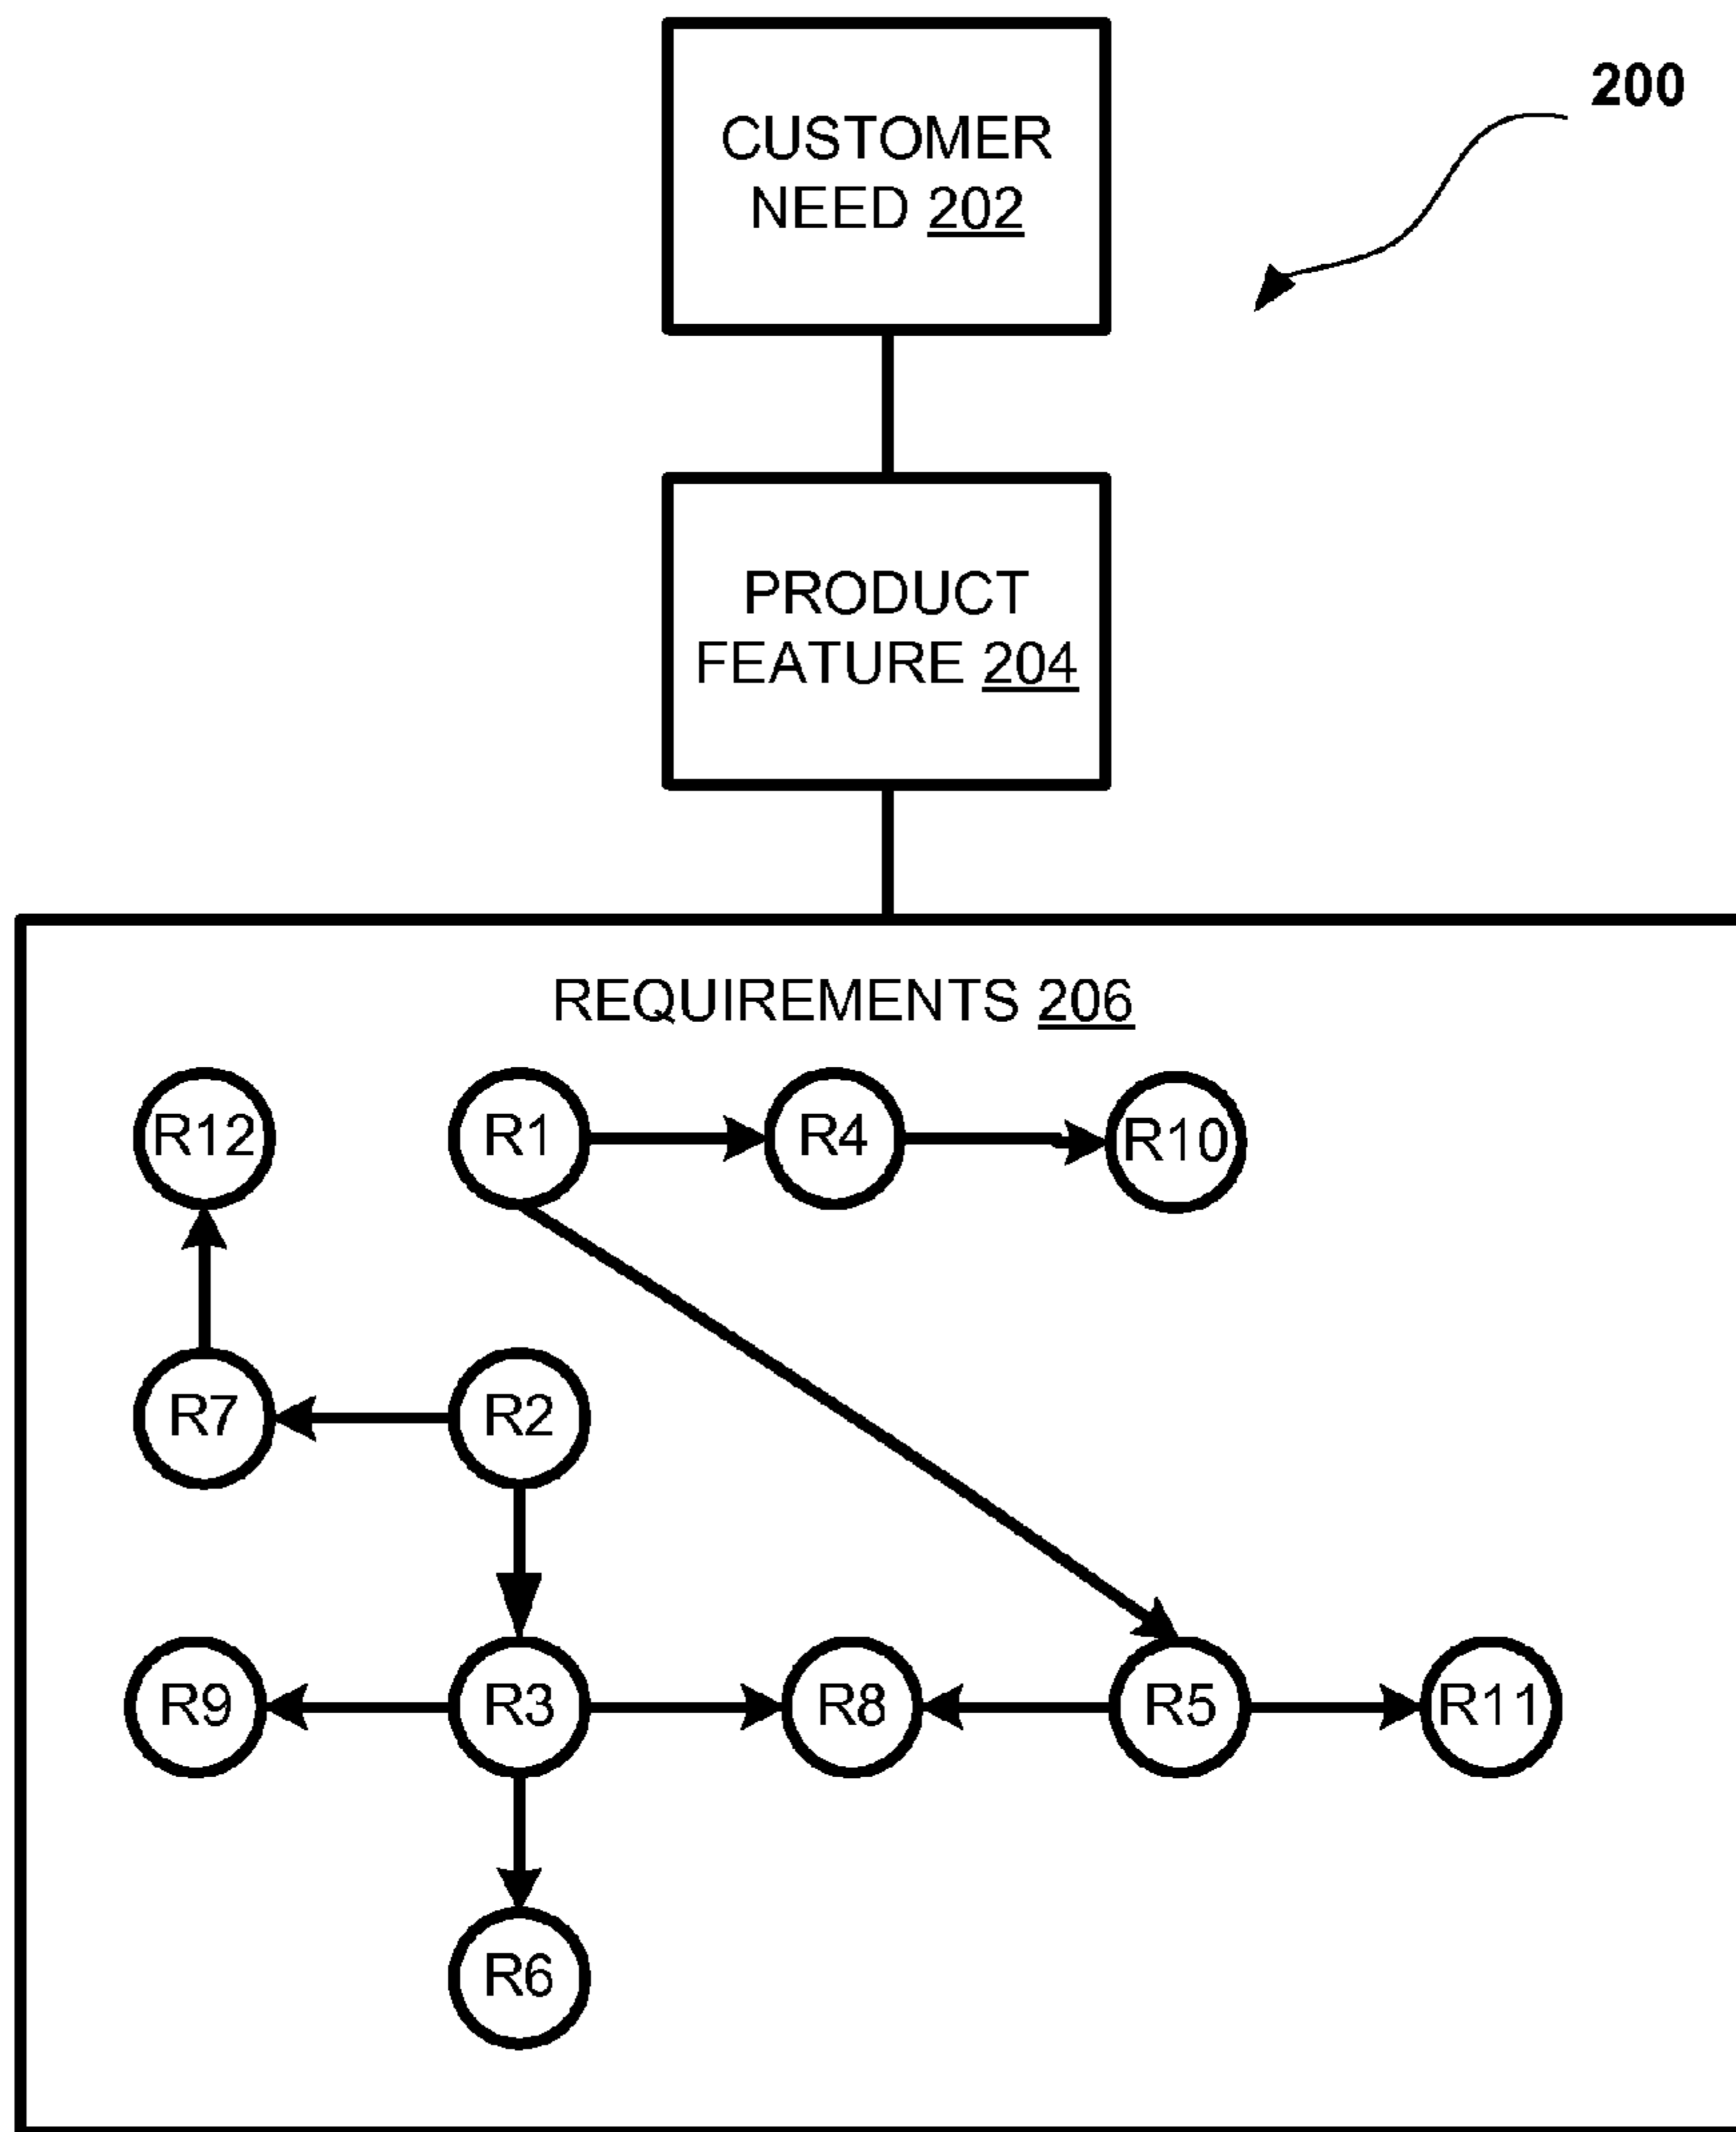 200
CUSTOMER
NEED 202
PRODUCT
FEATURE 204
REQUIREMENTS 206
R12
R1
R4
R10
R7
R2
R9
R3
R8
R5
R11
R6